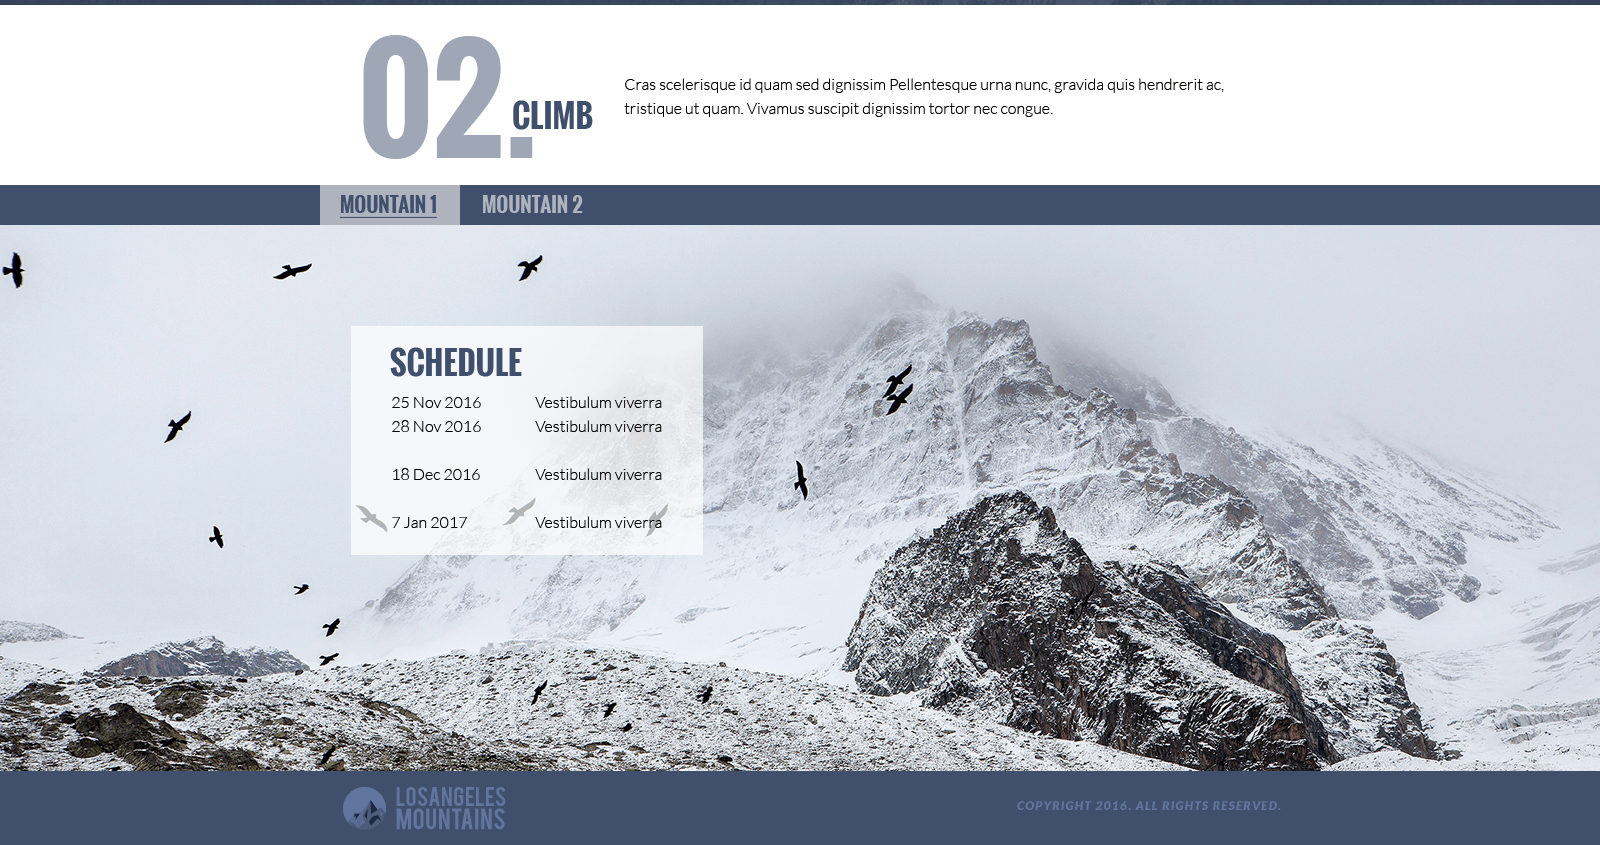 02.
CLIMB
Cras scelerisque id quam sed dignissim Pellentesque urna nunc, gravida quis hendrerit ac,
tristique ut quam. Vivamus suscipit dignissim tortor nec congue.
MOUNTAIN 1 MOUNTAIN 2
SCHEDULE
25 Nov 2016 Vestibulum viverra
28 Nov 2016 Vestibulum viverra
18 Dec 2016 Vestibulum viverra
7 Jan 2017 Vestibulum viverra
LOSANGELES
MOUNTAINS
COPYRIGHT 2016. ALL RIGHTS RESERVED.